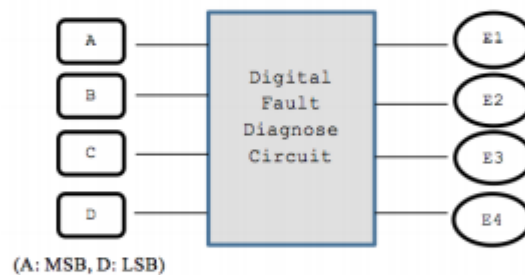 A
B
C
D
Digital
Fault
Diagnose
Circuit
E1
E2
E3
E4
(A: MSB, D: LSB)